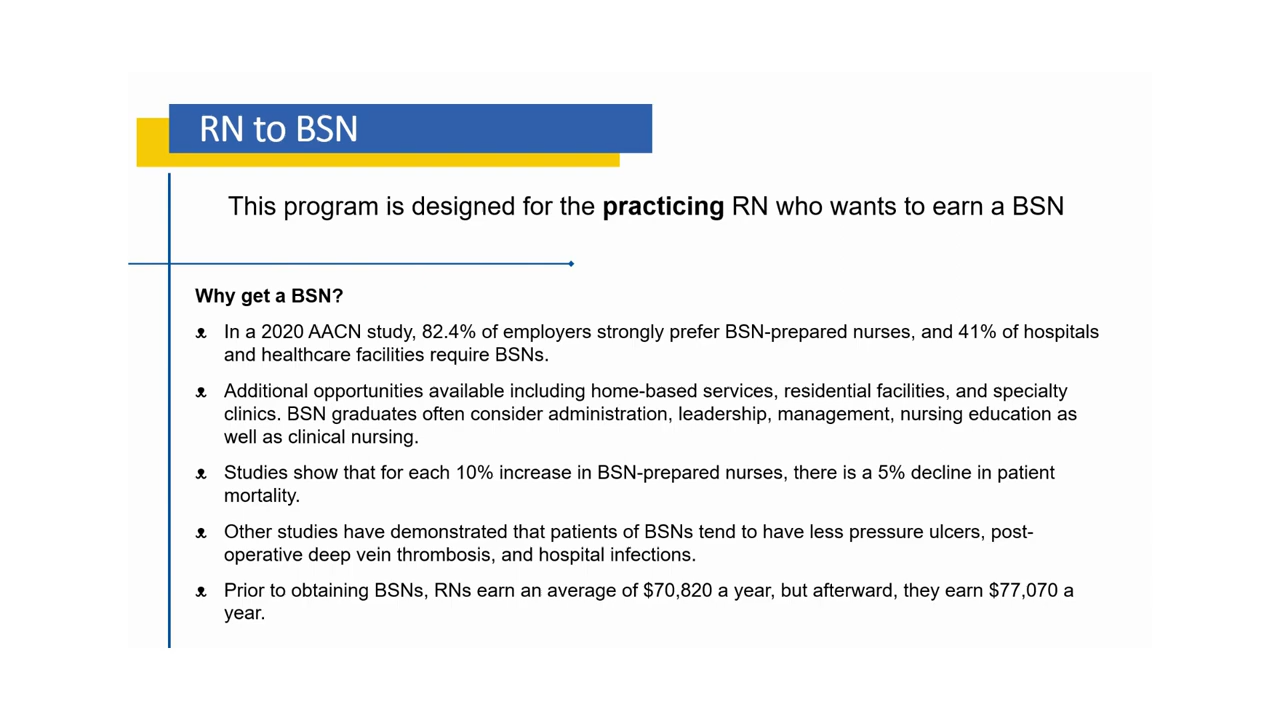 RN to BSN
This program is designed for the practicing RN who wants to earn a BSN
Why get a BSN?
In a 2020 AACN study, 82.4% of employers strongly prefer BSN-prepared nurses, and 41% of hospitals
and healthcare facilities require BSNs.
Additional opportunities available including home-based services, residential facilities, and specialty
clinics. BSN graduates often consider administration, leadership, management, nursing education as
well as clinical nursing.
Studies show that for each 10% increase in BSN-prepared nurses, there is a 5% decline in patient
mortality.
Other studies have demonstrated that patients of BSNs tend to have less pressure ulcers, post-
operative deep vein thrombosis, and hospital infections.
Prior to obtaining BSNs, RNs earn an average of $70,820 a year, but afterward, they earn $77,070 a
year.